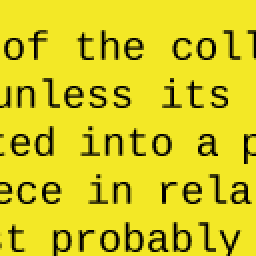 of the coll
unless its
ted into a p
ece in rela
st probably